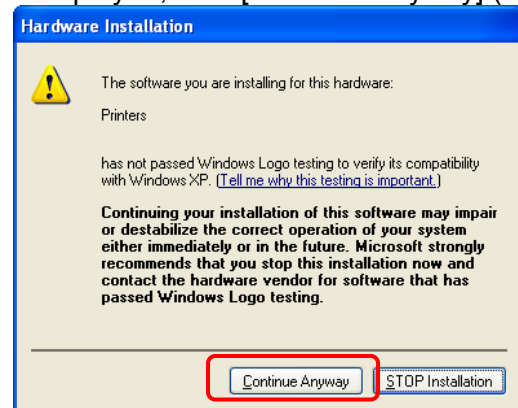 Hardware Installation
The software you are installing for this hardware:
Printers
has not passed Windows Logo testing to verify its compatibility
with Windows XP. (Tell me why this testing is important.)
Continuing your installation of this software may impair
or destabilize the correct operation of your system
either immediately or in the future. Microsoft strongly
recommends that you stop this installation now and
contact the hardware vendor for software that has
passed Windows Logo testing.
Continue Anyway STOP Installation